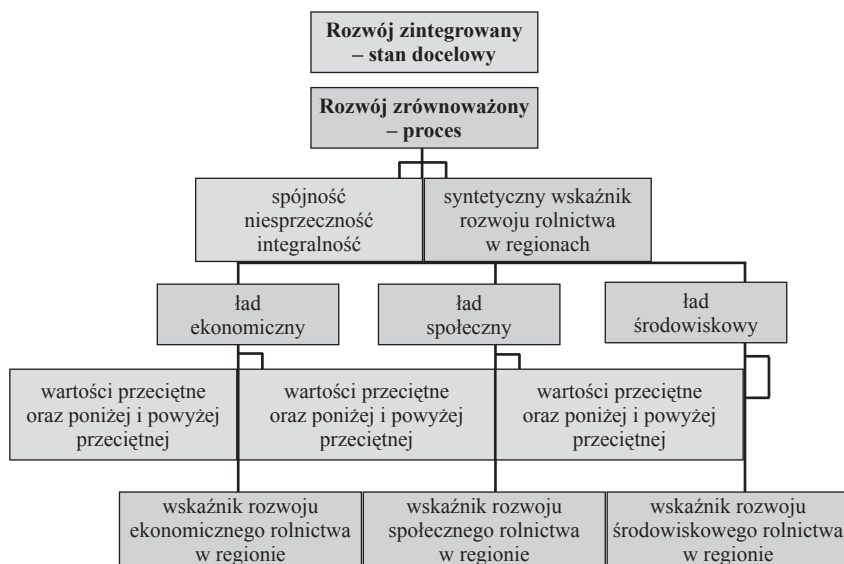 Rozwój zintegrowany
– stan docelowy
Rozwój zrównoważony
– proces
spójność
niesprzeczność
integralność
syntetyczny wskaźnik
rozwoju rolnictwa
w regionach
ład
ekonomiczny
ład
społeczny
ład
środowiskowy
wartości przeciętne
oraz poniżej i powyżej
przeciętnej
wartości przeciętne
oraz poniżej i powyżej
przeciętnej
wartości przeciętne
oraz poniżej i powyżej
przeciętnej
wskaźnik rozwoju
ekonomicznego rolnictwa
w regionie
wskaźnik rozwoju
społecznego rolnictwa
w regionie
wskaźnik rozwoju
środowiskowego rolnictwa
w regionie